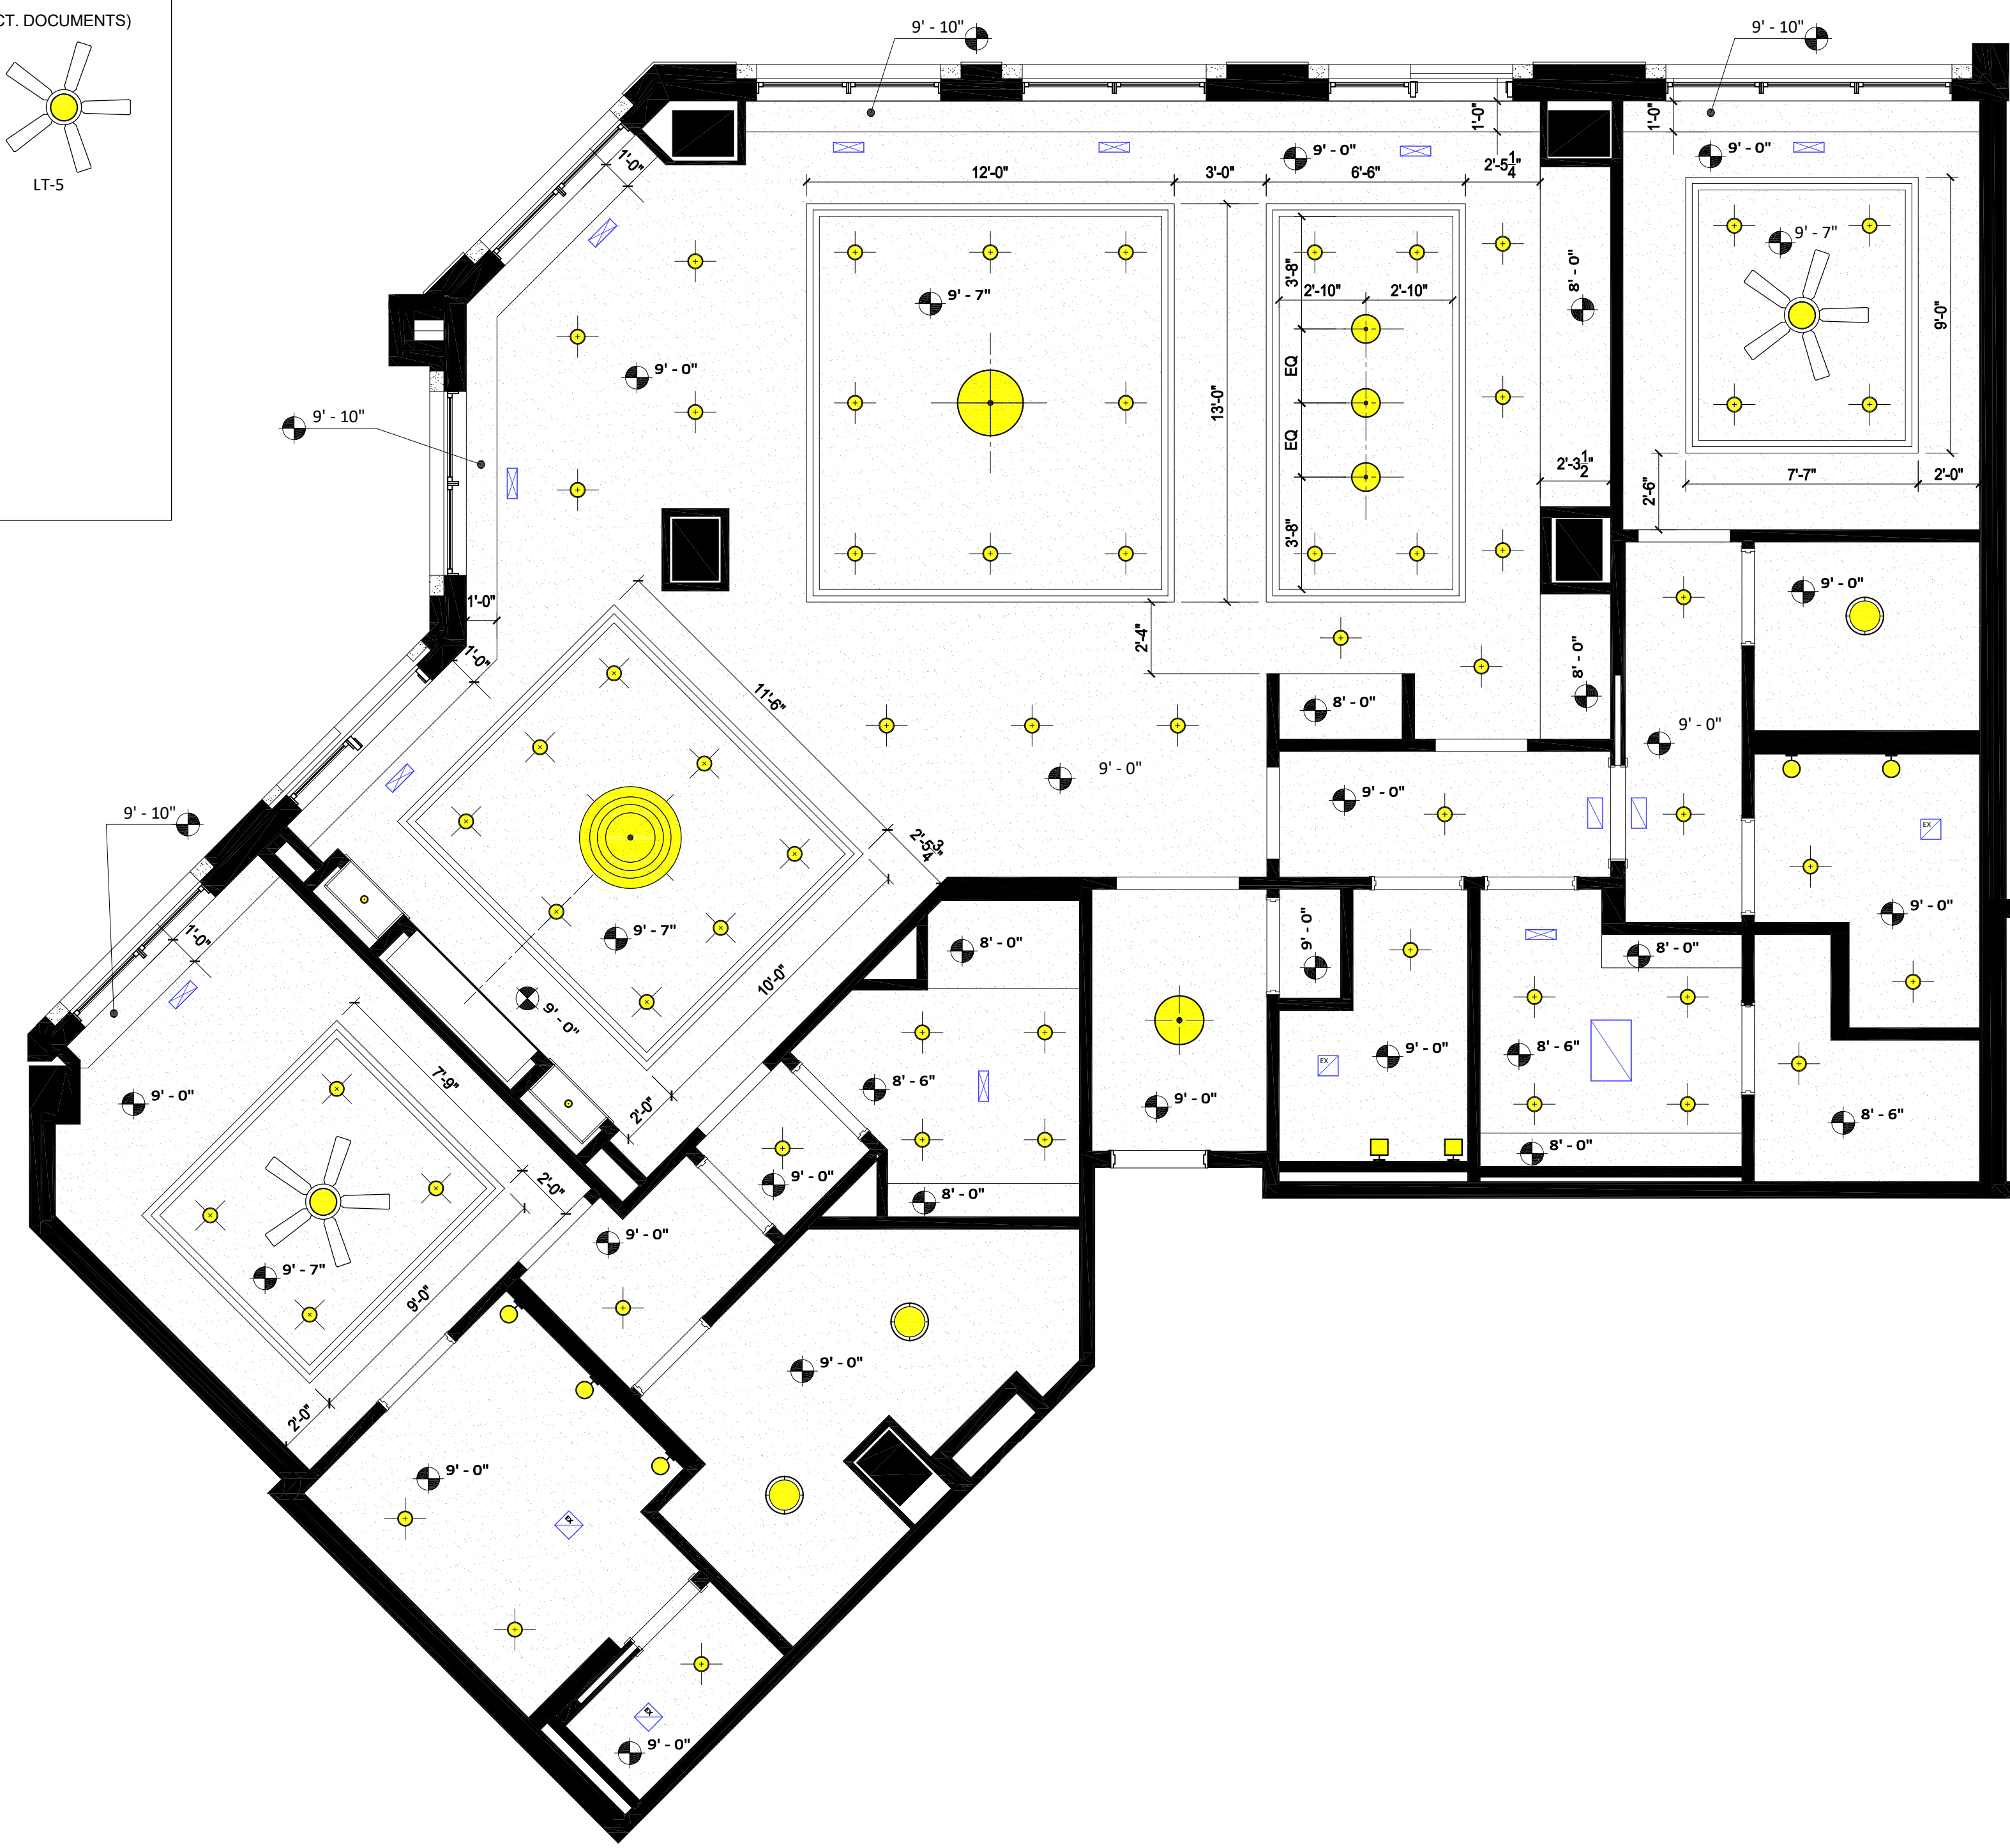 CT. DOCUMENTS)
LT-5
9' - 10"
9' - 10"
1'-0"
1'-0"
1'-0"
9' - 0"
9' - 0"
12'-0"
3'-0"
6'-6"
2'-5 1/4"
9' - 7"
3'-8"
8' - 0"
2'-10"
2'-10"
9' - 7"
9'-0"
EQ
9' - 0"
13'-0"
9' - 10"
EQ
2'-3 1/2"
7'-7"
2'-0"
2'-6"
3'-8"
1'-0"
9' - 0"
2'-4"
1'-0"
8' - 0"
11'-6"
8' - 0"
9' - 0"
9' - 0"
9' - 0"
9' - 10"
EX
2'-5 3/4"
1'-0"
9' - 7"
9' - 0"
9' - 0"
8' - 0"
8' - 0"
10'-0"
9' - 0"
9' - 0"
8' - 6"
EX
7'-9"
8' - 6"
9' - 0"
9' - 0"
2'-0"
8' - 6"
8' - 0"
9' - 0"
2'-0"
8' - 0"
9' - 0"
9' - 7"
9'-0"
9' - 0"
2'-0"
9' - 0"
EX
EX
9' - 0"